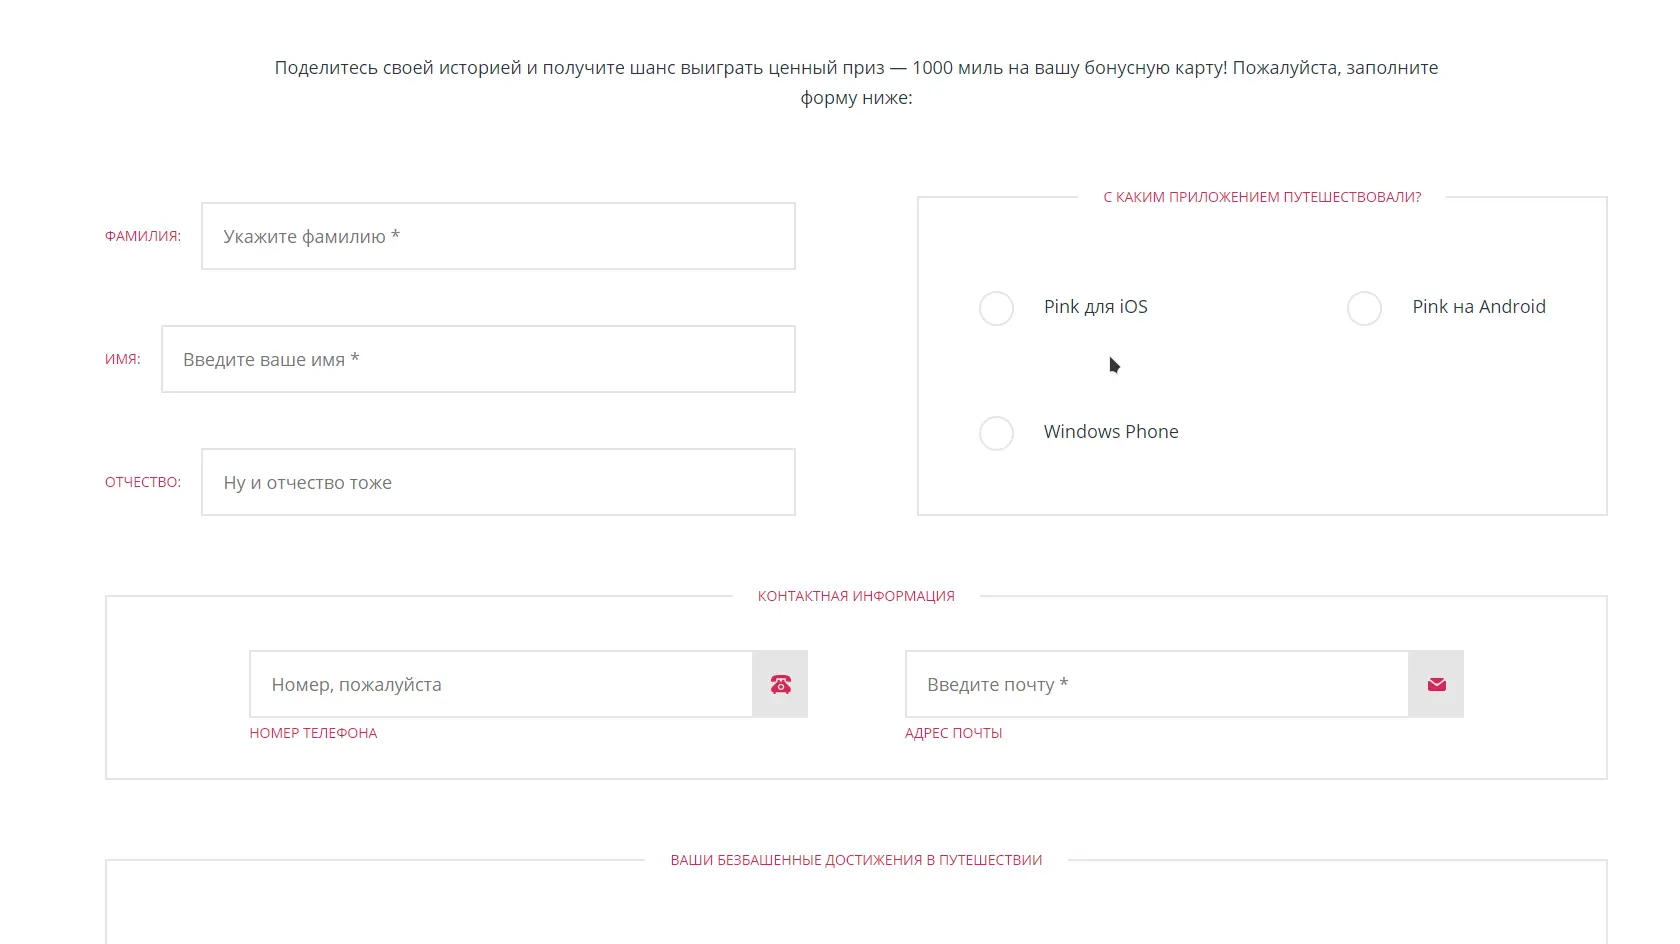 Поделитесь своей историей и получите шанс выиграть ценный приз — 1000 миль на вашу бонусную карту! Пожалуйста, заполните
форму ниже:
ФАМИЛИЯ:
Укажите фамилию *
ИМЯ:
Введите ваше имя *
ОТЧЕСТВО:
Ну и отчество тоже
С КАКИМ ПРИЛОЖЕНИЕМ ПУТЕШЕСТВОВАЛИ?
Pink для iOS
Pink на Android
Windows Phone
КОНТАКТНАЯ ИНФОРМАЦИЯ
Номер, пожалуйста
НОМЕР ТЕЛЕФОНА
Введите почту *
АДРЕС ПОЧТЫ
ВАШИ БЕЗБАШЕННЫЕ ДОСТИЖЕНИЯ В ПУТЕШЕСТВИИ